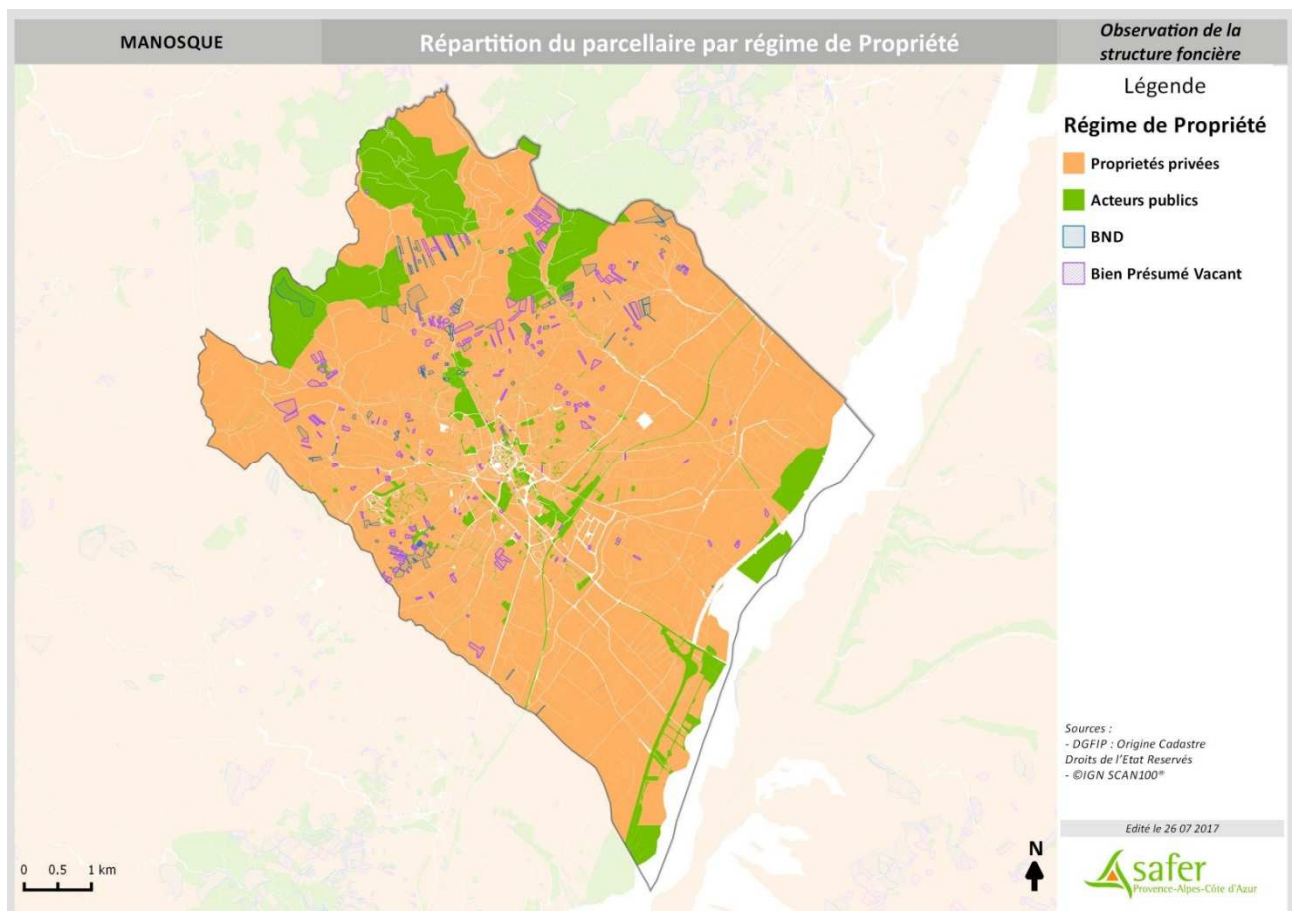 MANOSQUE
Répartition du parcellaire par régime de Propriété
Observation de la
structure foncière
Légende
Régime de Propriété
Proprietés privées
Acteurs publics
BND
Bien Présumé Vacant
Sources :
- DGFIP : Origine Cadastre
Droits de l'Etat Reservés
- ©IGN SCAN100®
Edité le 26 07 2017
safer
Provence-Alpes-Côte d'Azur
N
0 0.5 1 km